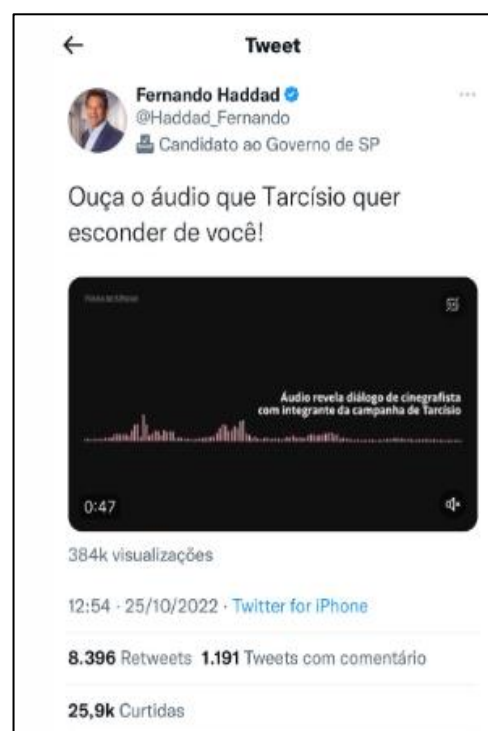 Tweet
Fernando Haddad
@Haddad_Fernando
Candidato ao Governo de SP
Ouça o áudio que Tarcísio quer
esconder de você!
Áudio revela diálogo de cinegrafista
com integrante da campanha de Tarcísio
0:47
384k visualizações
12:54 · 25/10/2022 · Twitter for iPhone
8.396 Retweets 1.191 Tweets com comentário
25,9k Curtidas